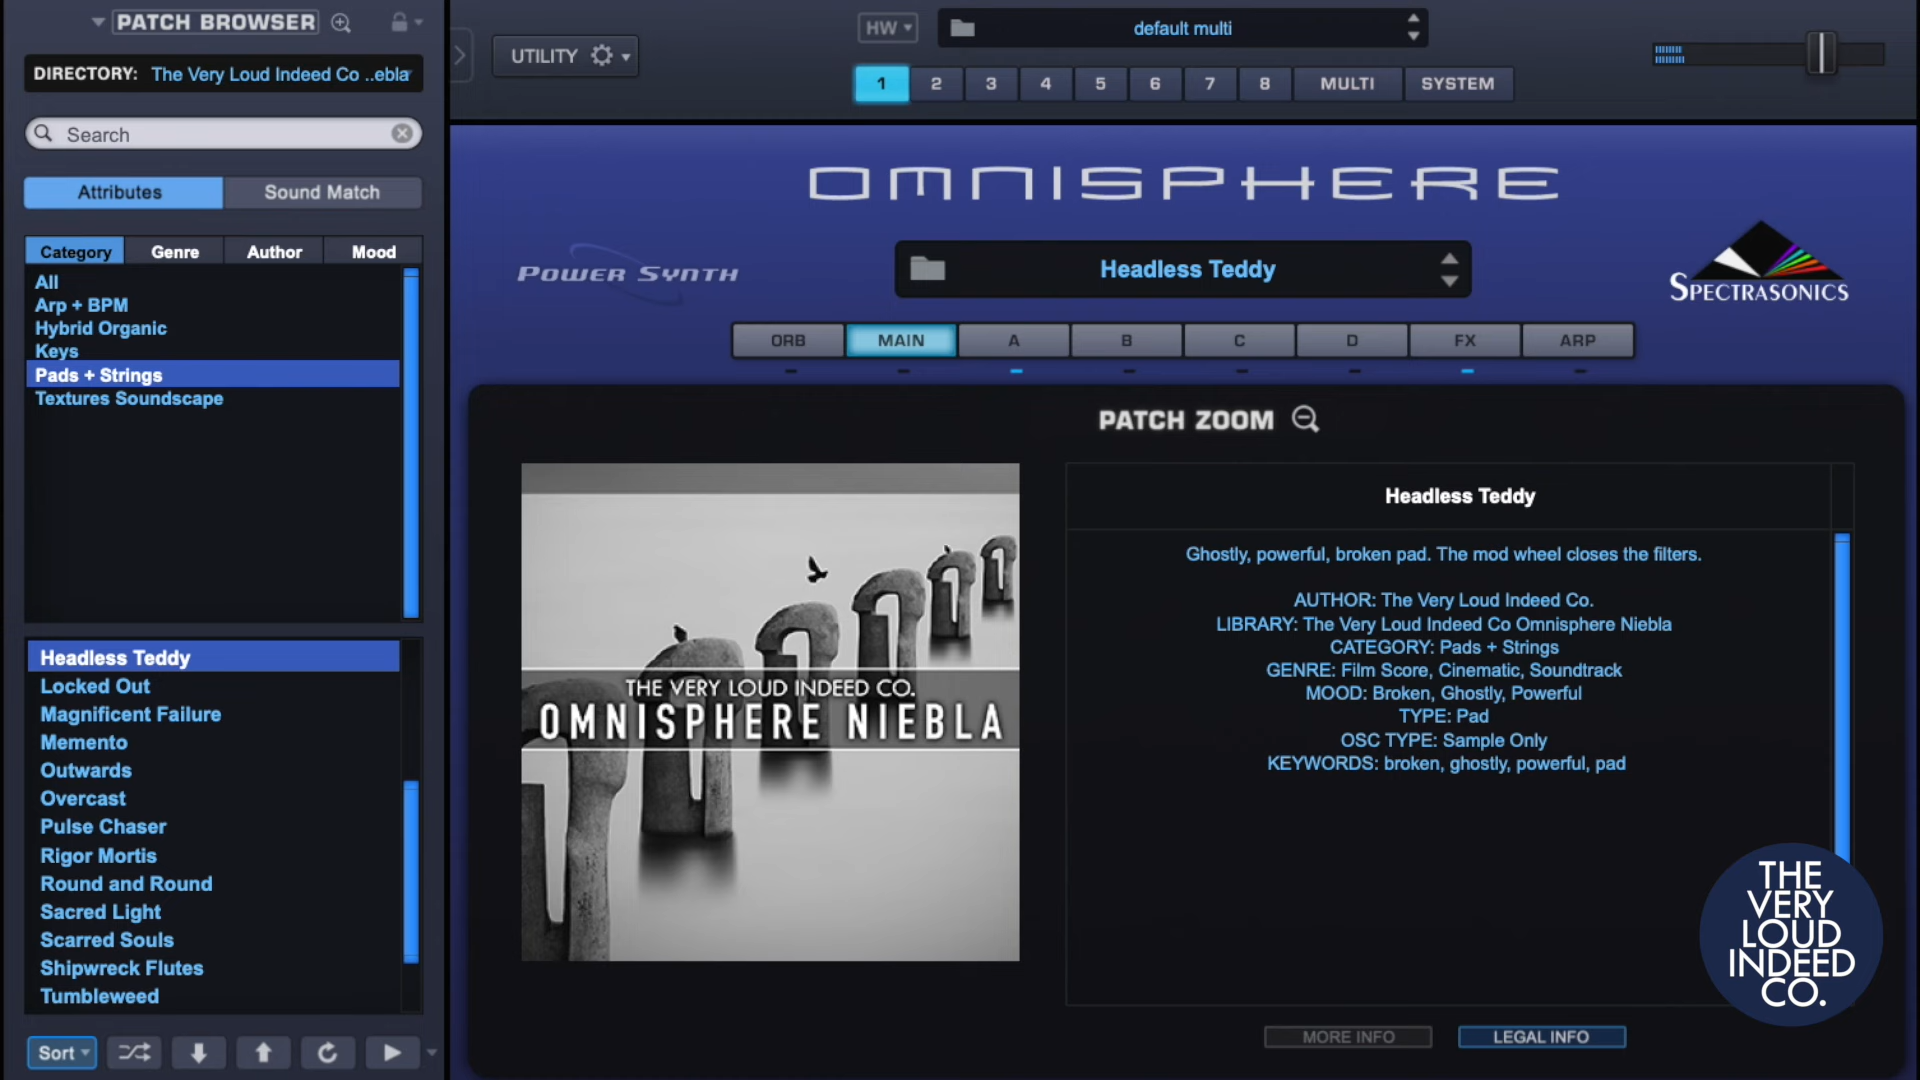 PATCH BROWSER
DIRECTORY: The Very Loud Indeed Co ..ebla
Search
Attributes
Sound Match
Category
Genre
Author
Mood
All
Arp + BPM
Hybrid Organic
Keys
Pads + Strings
Textures Soundscape
Headless Teddy
Locked Out
Magnificent Failure
Memento
Outwards
Overcast
Pulse Chaser
Rigor Mortis
Round and Round
Sacred Light
Scarred Souls
Shipwreck Flutes
Tumbleweed
Sort
UTILITY
HW
default multi
1 2 3 4 5 6 7 8 MULTI SYSTEM
OMNISPHERE
POWER SYNTH
Headless Teddy
SPECTRASONICS
ORB MAIN A B C D FX ARP
PATCH ZOOM
THE VERY LOUD INDEED CO.
OMNISPHERE NIEBLA
Headless Teddy
Ghostly, powerful, broken pad. The mod wheel closes the filters.
AUTHOR: The Very Loud Indeed Co.
LIBRARY: The Very Loud Indeed Co Omnisphere Niebla
CATEGORY: Pads + Strings
GENRE: Film Score, Cinematic, Soundtrack
MOOD: Broken, Ghostly, Powerful
TYPE: Pad
OSC TYPE: Sample Only
KEYWORDS: broken, ghostly, powerful, pad
MORE INFO
LEGAL INFO
THE
VERY
LOUD
INDEED
CO.